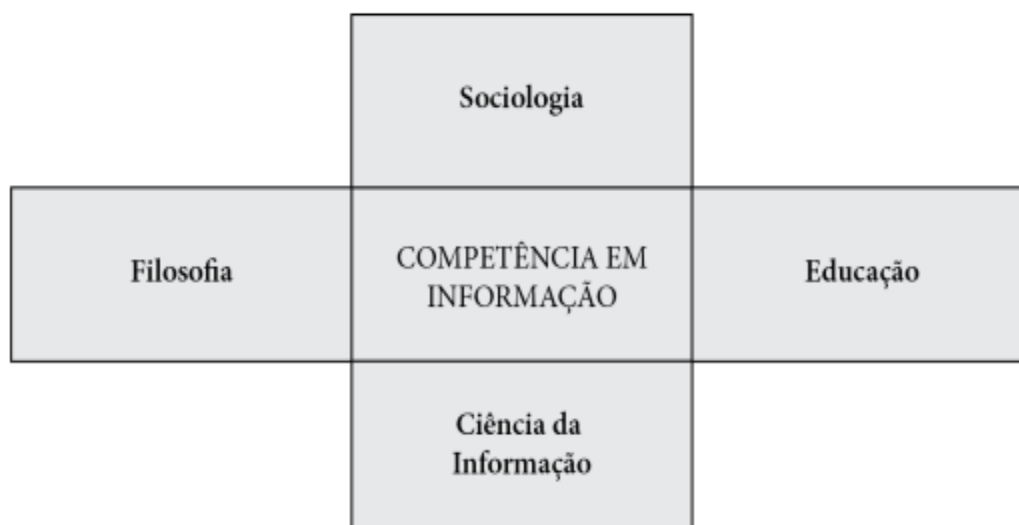 Sociologia
Filosofia
COMPETÊNCIA EM
INFORMAÇÃO
Educação
Ciência da
Informação